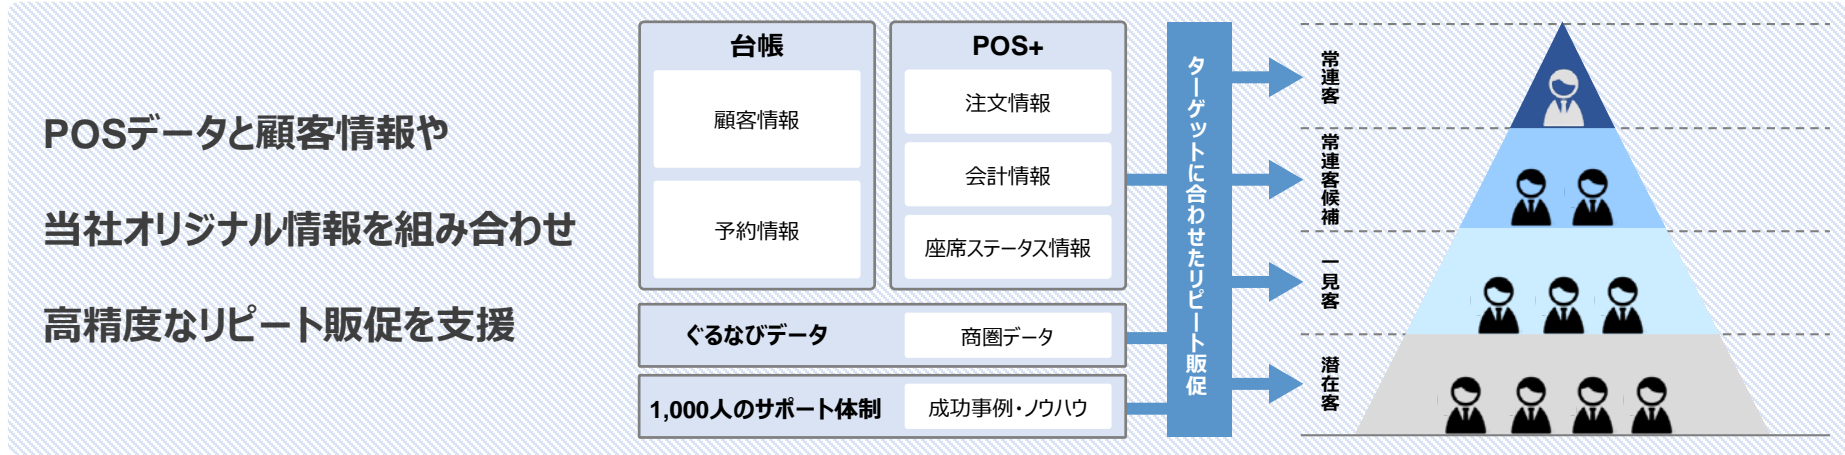 POSデータと顧客情報や
当社オリジナル情報を組み合わせ
高精度なリピート販促を支援
台帳
顧客情報
予約情報
POS+
注文情報
会計情報
座席ステータス情報
ぐるなびデータ
商圏データ
1,000人のサポート体制
成功事例・ノウハウ
ターゲットに合わせたリピート販促
常連客
常連客候補
一見客
潜在客